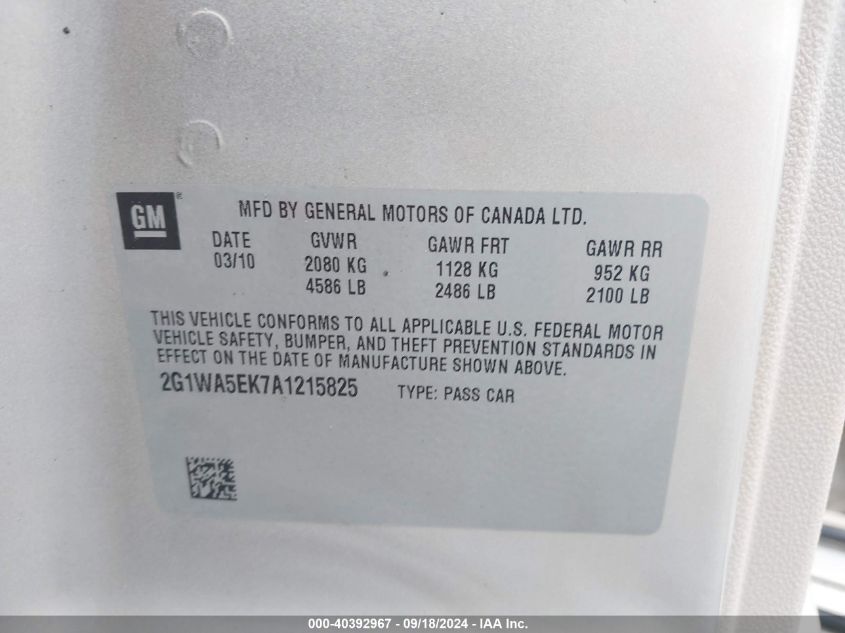 GM ®
MFD BY GENERAL MOTORS OF CANADA LTD.
DATE GVWR GAWR FRT GAWR RR
03/10 2080 KG 1128 KG 952 KG
4586 LB 2486 LB 2100 LB
THIS VEHICLE CONFORMS TO ALL APPLICABLE U.S. FEDERAL MOTOR
VEHICLE SAFETY, BUMPER, AND THEFT PREVENTION STANDARDS IN
EFFECT ON THE DATE OF MANUFACTURE SHOWN ABOVE.
2G1WA5EK7A1215825 TYPE: PASS CAR
000-40392967 - 09/18/2024 - IAA Inc.